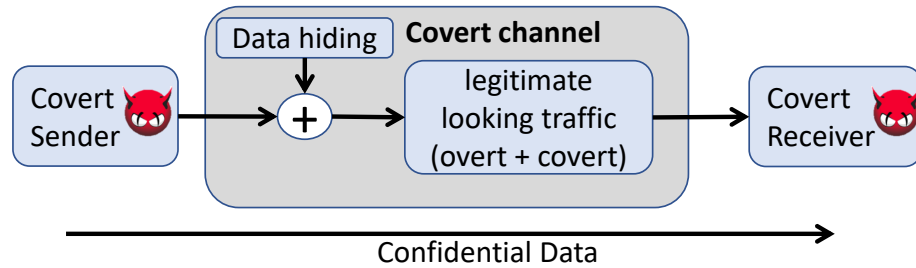 Data hiding
Covert channel
Covert
Sender
+
legitimate
looking traffic
(overt + covert)
Covert
Receiver
Confidential Data